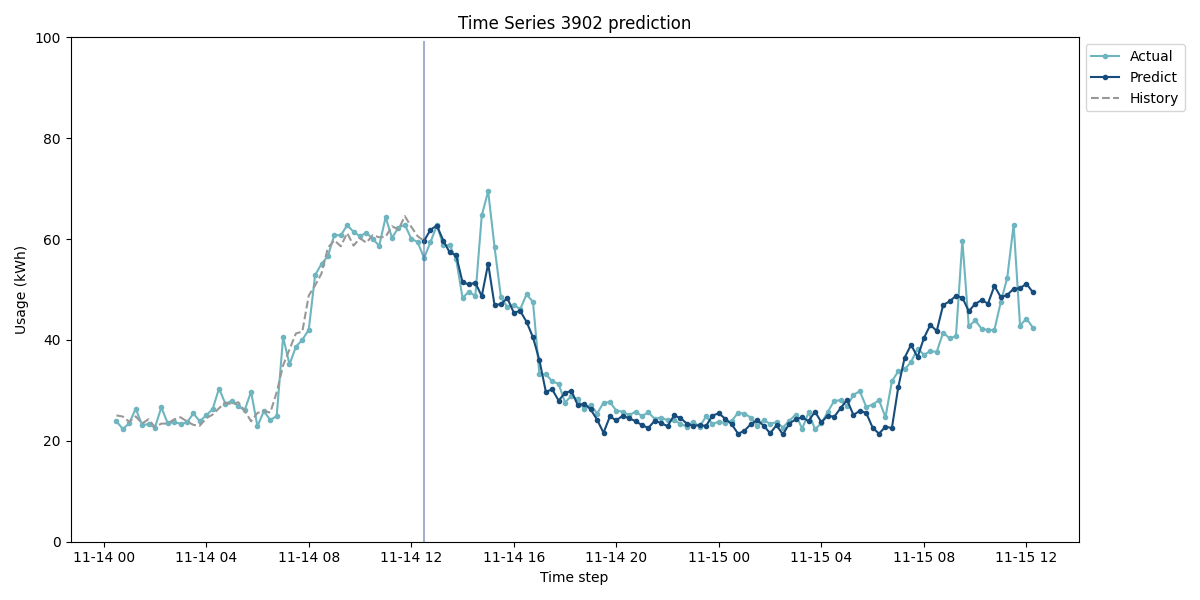 Time Series 3902 prediction
100
80
60
40
20
0
Usage (kWh)
11-14 00
11-14 04
11-14 08
11-14 12
11-14 16
11-14 20
11-15 00
11-15 04
11-15 08
11-15 12
Time step
Actual
Predict
History